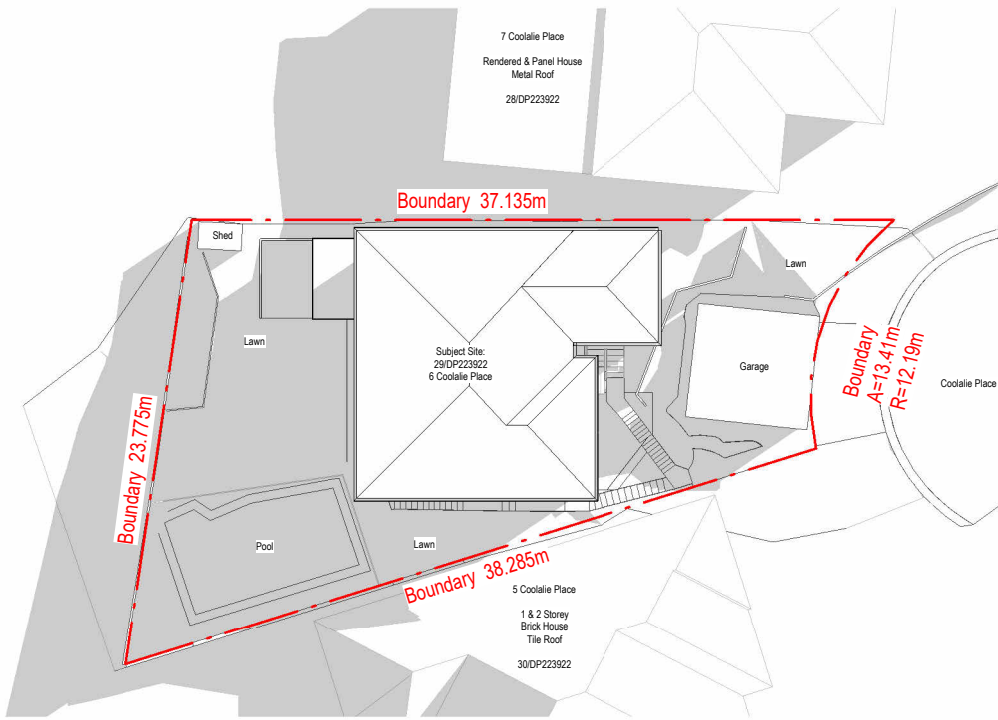 7 Coolalie Place
Rendered & Panel House
Metal Roof
28/DP223922
Boundary 37.135m
Shed
Lawn
Lawn
Subject Site:
29/DP223922
6 Coolalie Place
Garage
Boundary
A=13.41m
R=12.19m
Coolalie Place
Boundary 23.775m
Pool
Lawn
Boundary 38.285m
5 Coolalie Place
1 & 2 Storey
Brick House
Tile Roof
30/DP223922